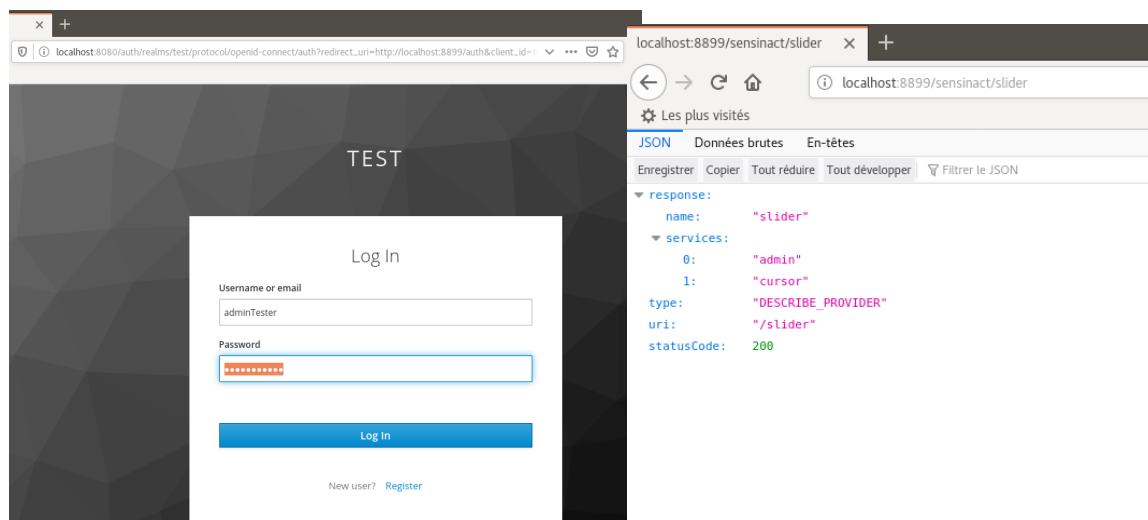 localhost:8080/auth/realms/test/protocol/openid-connect/auth?redirect_uri=http://localhost:8899/auth&client_id=
TEST
Log In
Username or email
adminTester
Password
•••••••••••
Log In
New user? Register
localhost:8899/sensinact/slider
localhost:8899/sensinact/slider
Les plus visités
JSON Données brutes En-têtes
Enregistrer Copier Tout réduire Tout développer Filtrer le JSON
response:
name: "slider"
services:
0: "admin"
1: "cursor"
type: "DESCRIBE_PROVIDER"
uri: "/slider"
statusCode: 200